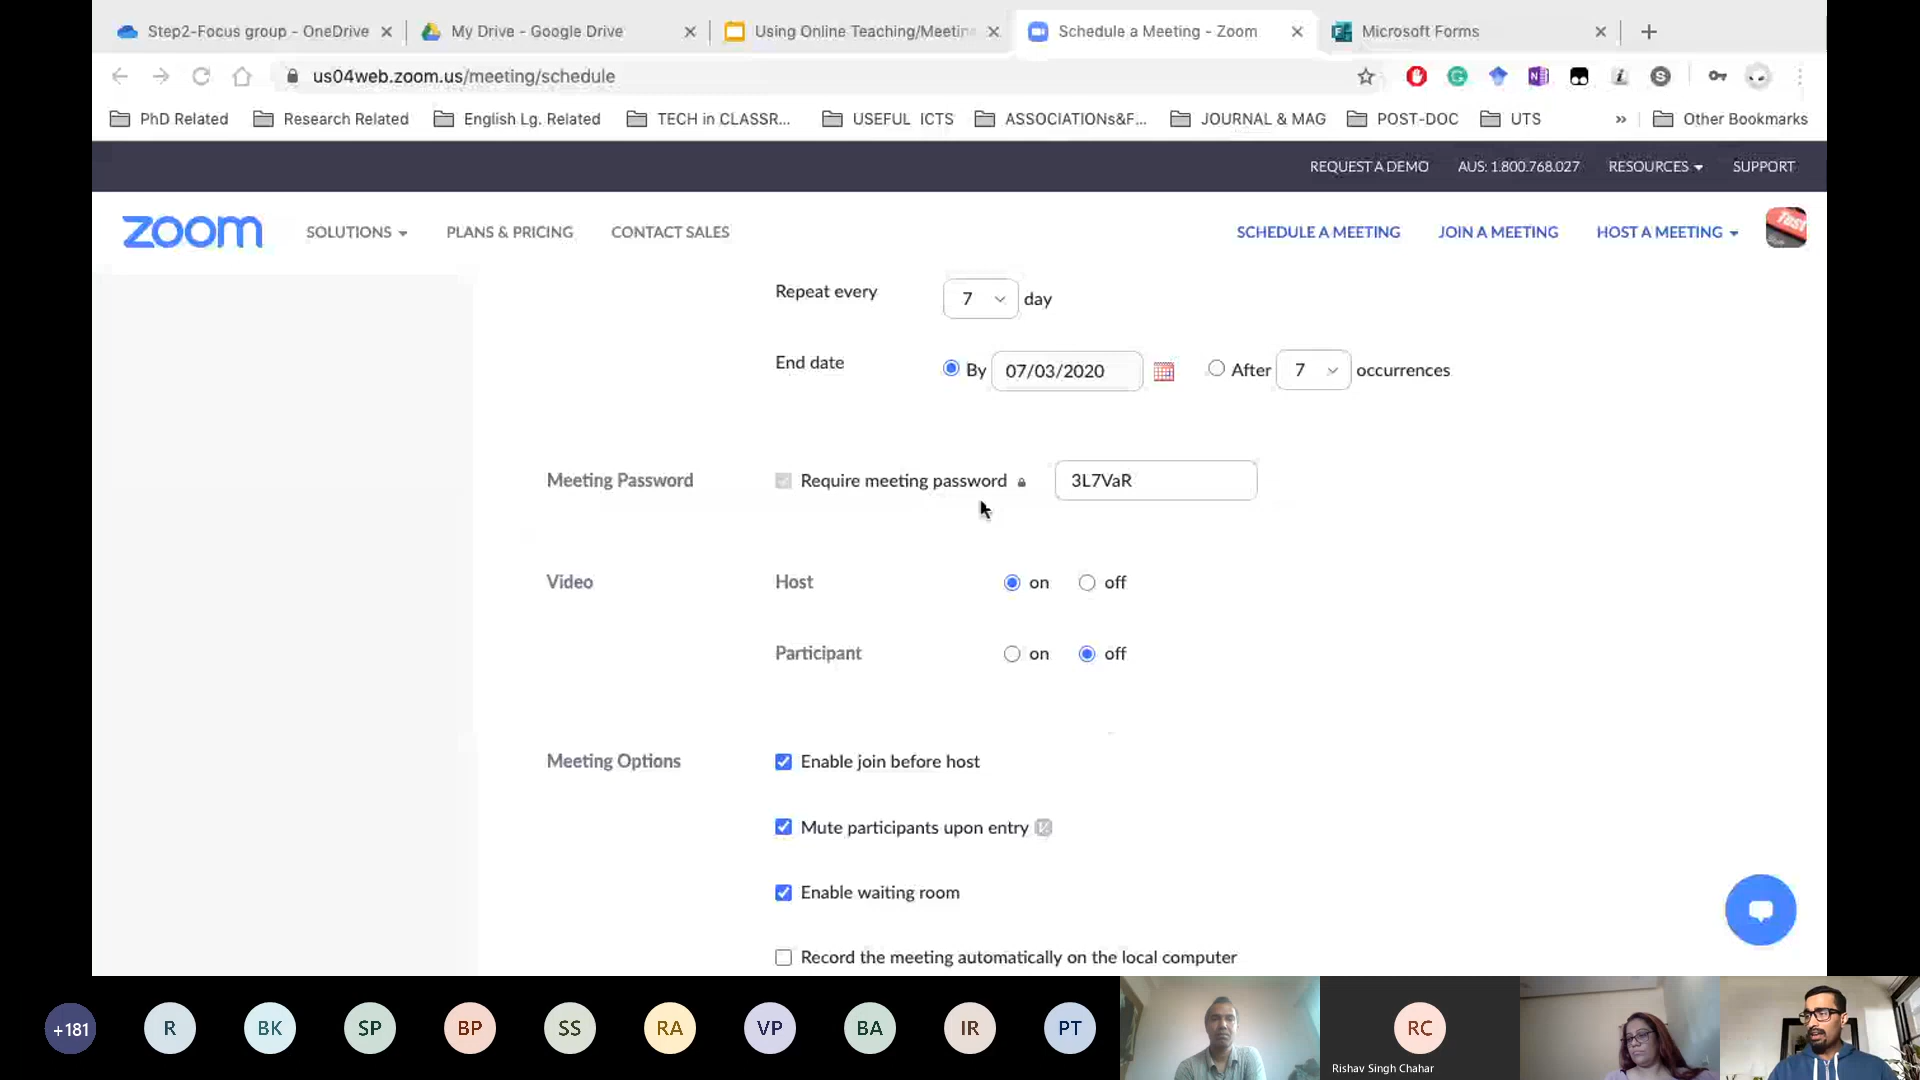 Step2-Focus group - OneDrive
My Drive - Google Drive
Using Online Teaching/Meetin
Schedule a Meeting - Zoom
Microsoft Forms
us04web.zoom.us/meeting/schedule
PhD Related
Research Related
English Lg. Related
TECH in CLASSR...
USEFUL ICTS
ASSOCIATIONs&F...
JOURNAL & MAG
POST-DOC
UTS
»
Other Bookmarks
REQUEST A DEMO
AUS: 1.800.768.027
RESOURCES
SUPPORT
zoom
SOLUTIONS
PLANS & PRICING
CONTACT SALES
SCHEDULE A MEETING
JOIN A MEETING
HOST A MEETING
Repeat every
7
day
End date
By
07/03/2020
After
7
occurrences
Meeting Password
Require meeting password
3L7VaR
Video
Host
on
off
Participant
on
off
Meeting Options
Enable join before host
Mute participants upon entry
Enable waiting room
Record the meeting automatically on the local computer
+181
R
BK
SP
BP
SS
RA
VP
BA
IR
PT
RC
Rishav Singh Chahar